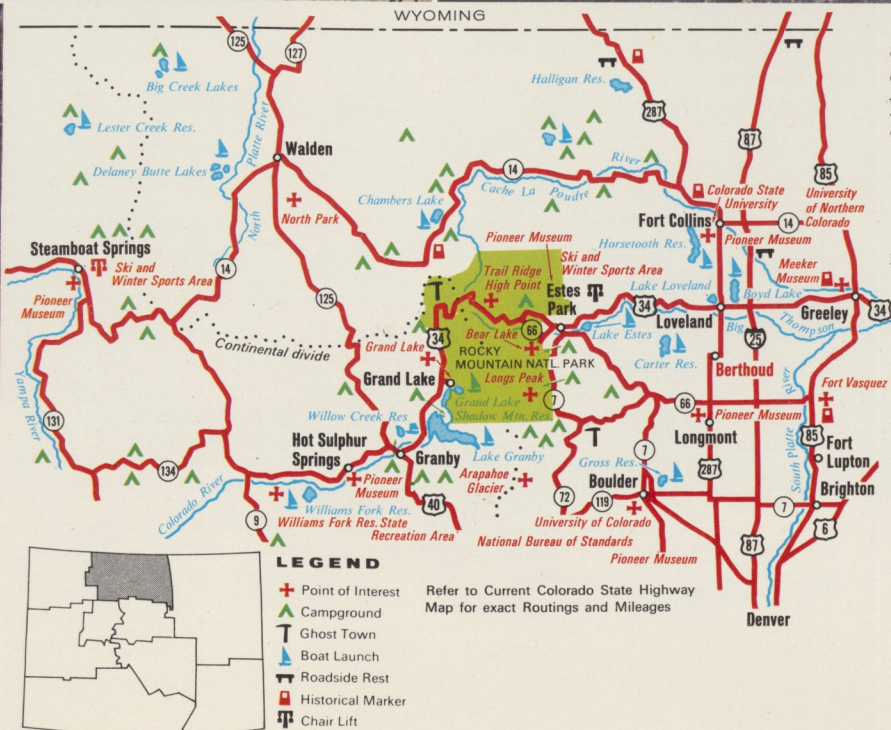 WYOMING
125
127
Big Creek Lakes
Halligan Res.
287
87
85
Lester Creek Res.
Platte River
North
Walden
Delaney Butte Lakes
North Park
Chambers Lake
14
Cache La Poudre River
Colorado State
University
University
of Northern
Colorado
Fort Collins
14
Pioneer Museum
Horsetooth Res.
Steamboat Springs
Ski and
Winter Sports Area
Pioneer
Museum
14
125
Pioneer Museum
Ski and
Winter Sports Area
Trail Ridge
High Point
Estes
Park
Lake Loveland
Boyd Lake
Meeker
Museum
34
Loveland
Greeley
34
Big Thompson River
25
Lake Estes
Carter Res.
Berthoud
Continental divide
34
66
Bear Lake
ROCKY
MOUNTAIN NATL. PARK
Longs Peak
Grand Lake
Grand Lake
Grand Lake
Shadow Mtn. Res.
7
66
Pioneer Museum
Longmont
Fort Vasquez
Yampa River
131
134
Willow Creek Res
Hot Sulphur
Springs
Granby
Lake Granby
Pioneer
Museum
Arapahoe
Glacier
7
287
85
Fort
Lupton
Brighton
South Platte
Gross Res.
Boulder
72
119
7
6
87
Colorado River
9
Williams Fork Res.
Williams Fork Res. State
Recreation Area
40
University of Colorado
National Bureau of Standards
Pioneer Museum
Denver
LEGEND
Point of Interest
Campground
Ghost Town
Boat Launch
Roadside Rest
Historical Marker
Chair Lift
Refer to Current Colorado State Highway
Map for exact Routings and Mileages